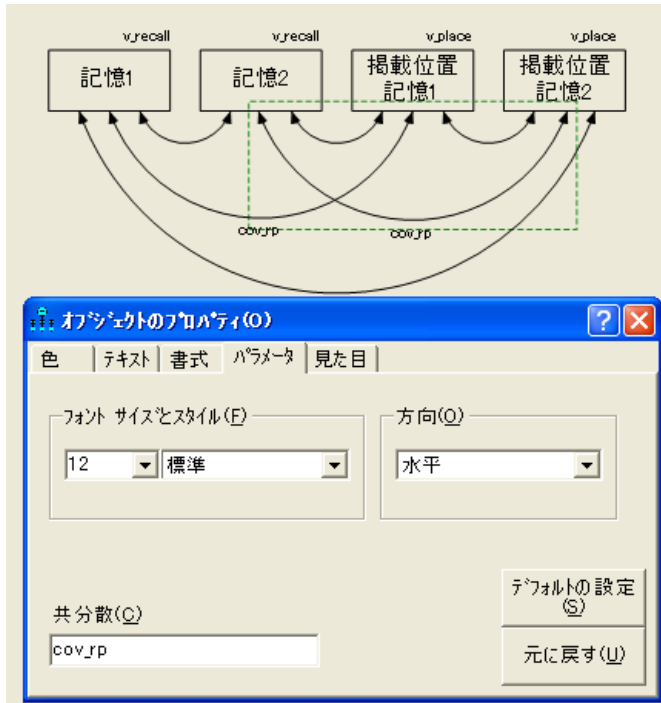 v_recall v_recall v_place v_place
記憶1 記憶2 掲載位置 掲載位置
記憶1 記憶2
cov_rp cov_rp
ｵﾌﾞｼﾞｪｸﾄのﾌﾟﾛﾊﾟﾃｨ(O)
色 ﾃｷｽﾄ 書式 ﾊﾟﾗﾒｰﾀ 見た目
ﾌｫﾝﾄ ｻｲｽﾞとｽﾀｲﾙ(F) 方向(O)
12 標準 水平
ﾃﾞﾌｫﾙﾄの設定
(S)
共分散(C)
cov_rp 元に戻す(U)